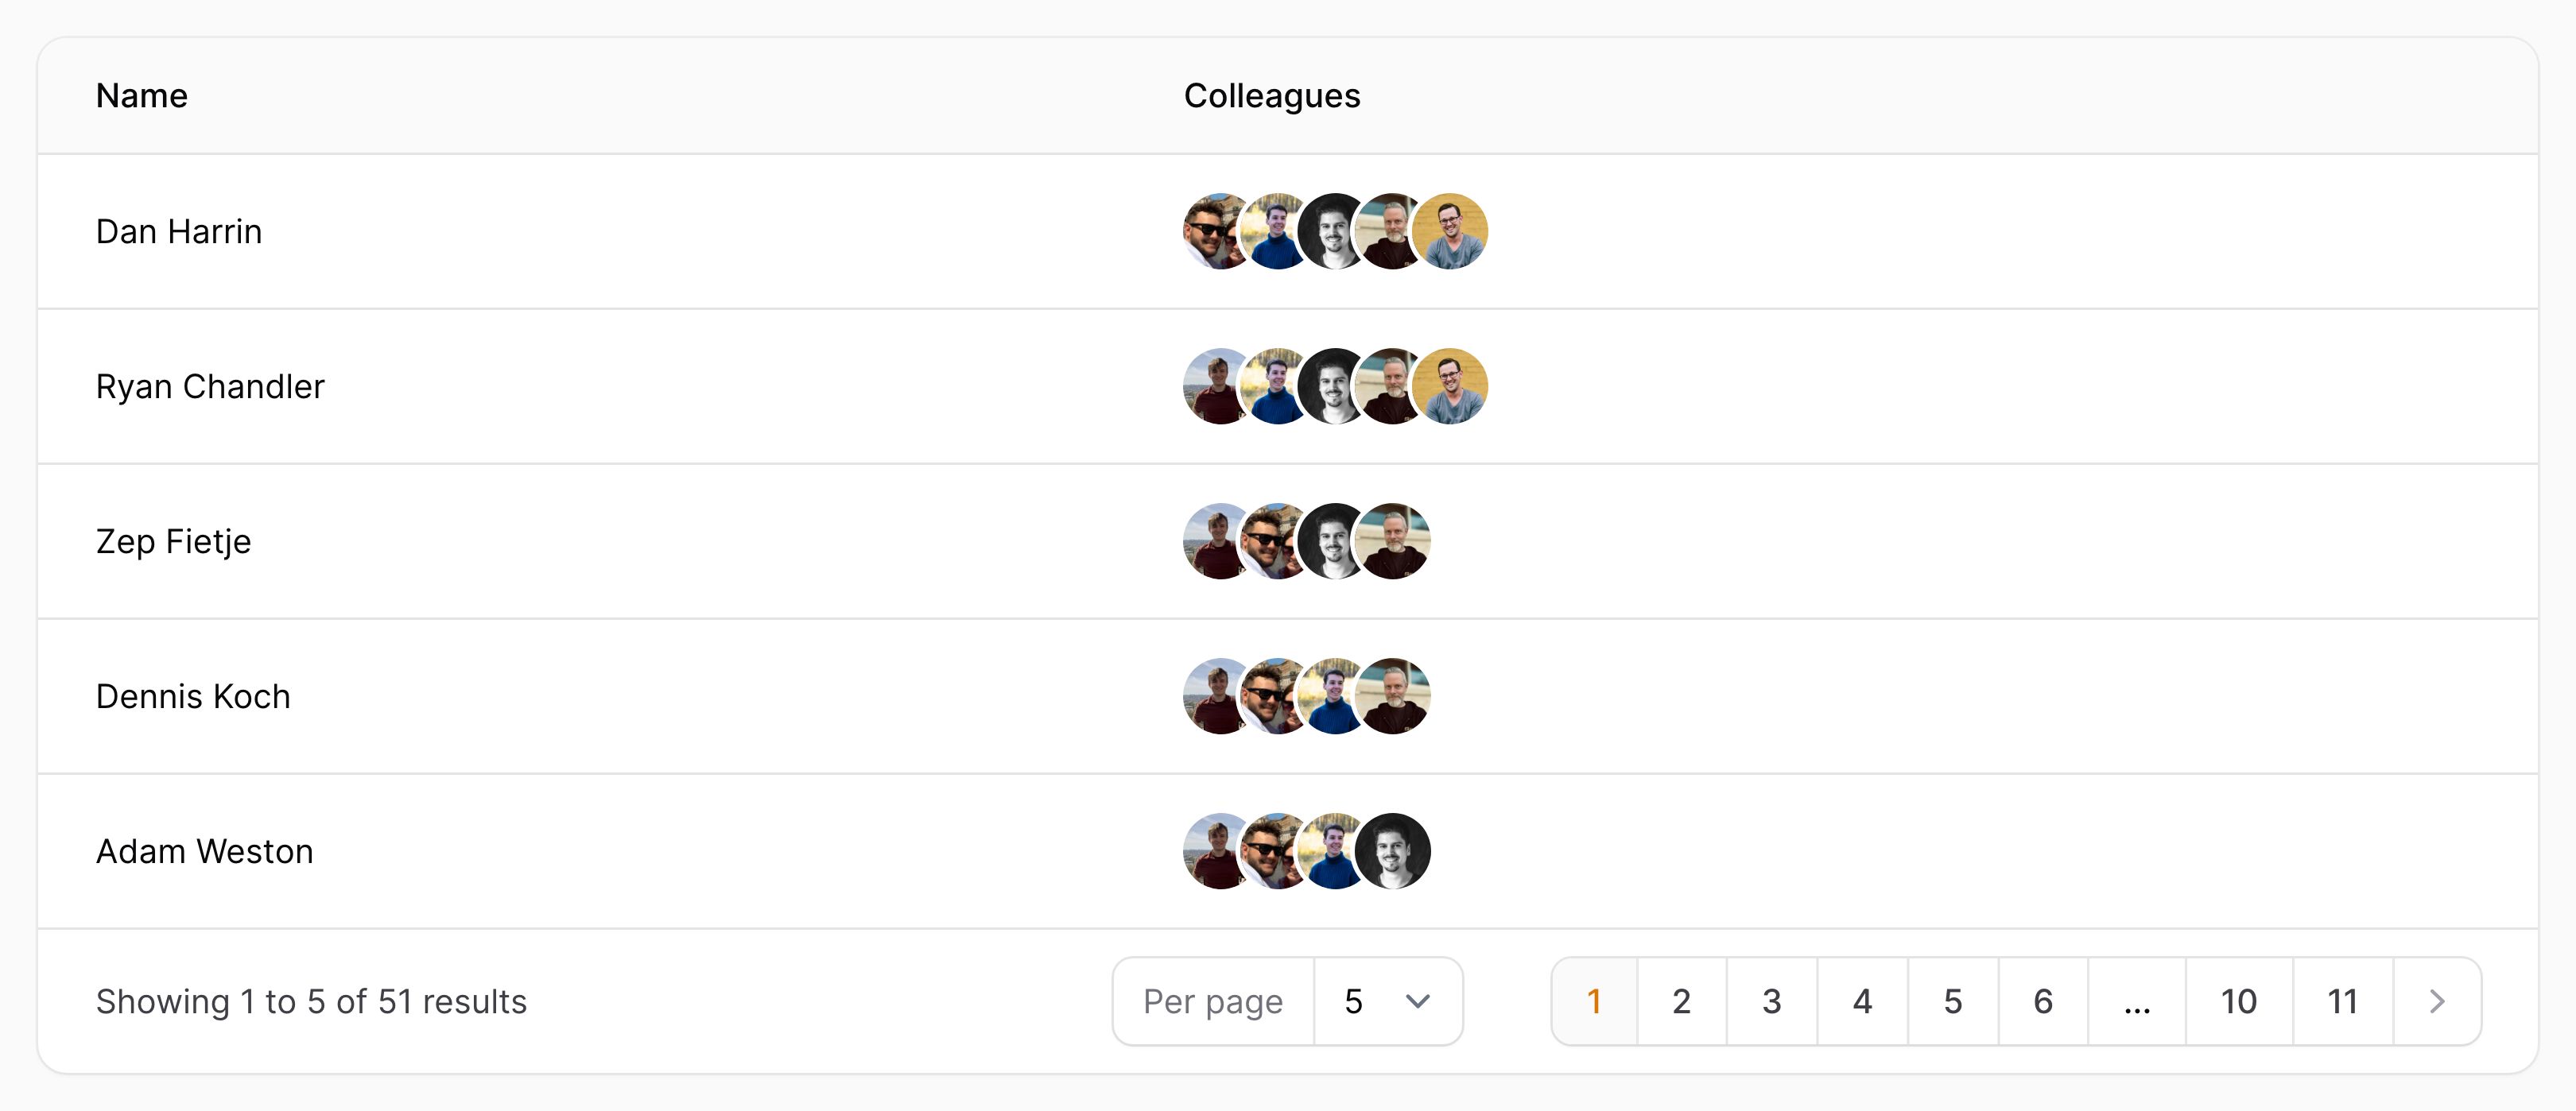 Name Colleagues
Dan Harrin
Ryan Chandler
Zep Fietje
Dennis Koch
Adam Weston
Showing 1 to 5 of 51 results Per page 5 1 2 3 4 5 6 ... 10 11